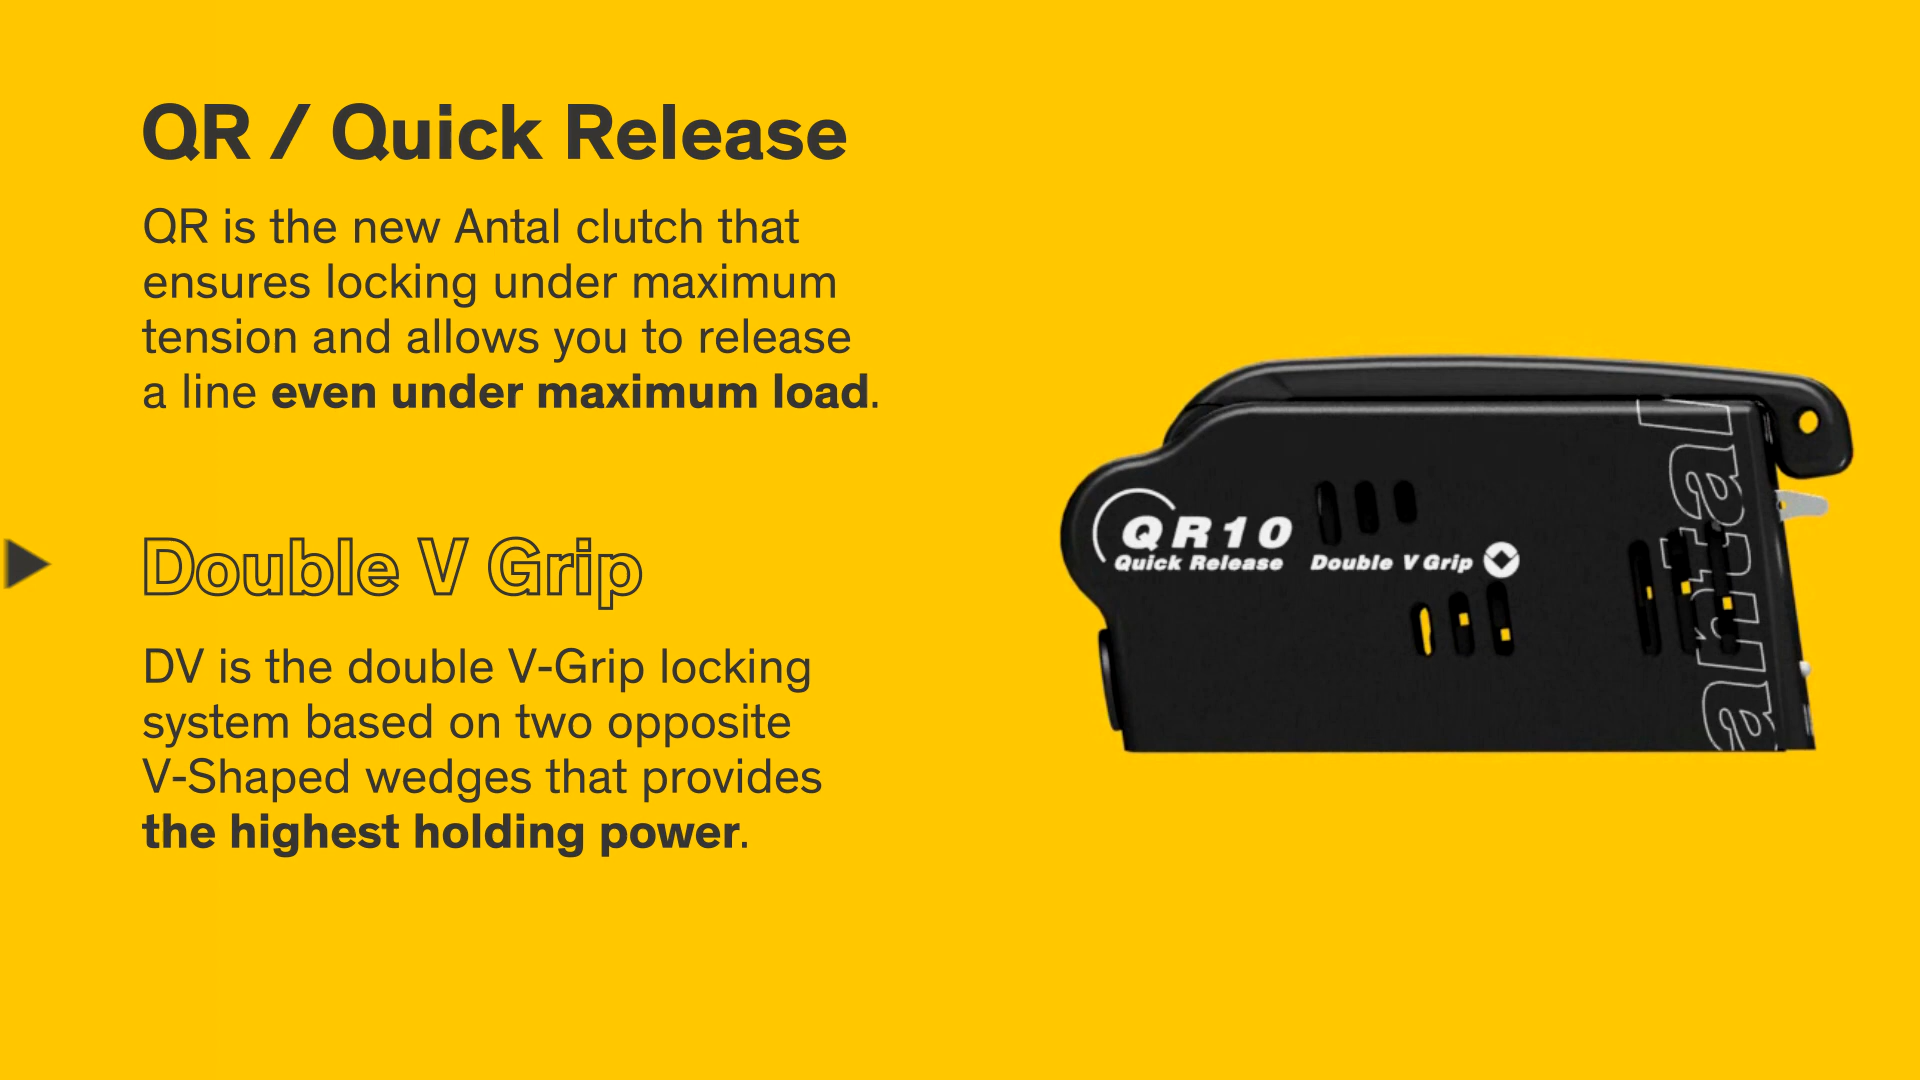 QR / Quick Release
QR is the new Antal clutch that
ensures locking under maximum
tension and allows you to release
a line even under maximum load.
Double V Grip
DV is the double V-Grip locking
system based on two opposite
V-Shaped wedges that provides
the highest holding power.
QR10
Quick Release Double V Grip
antal